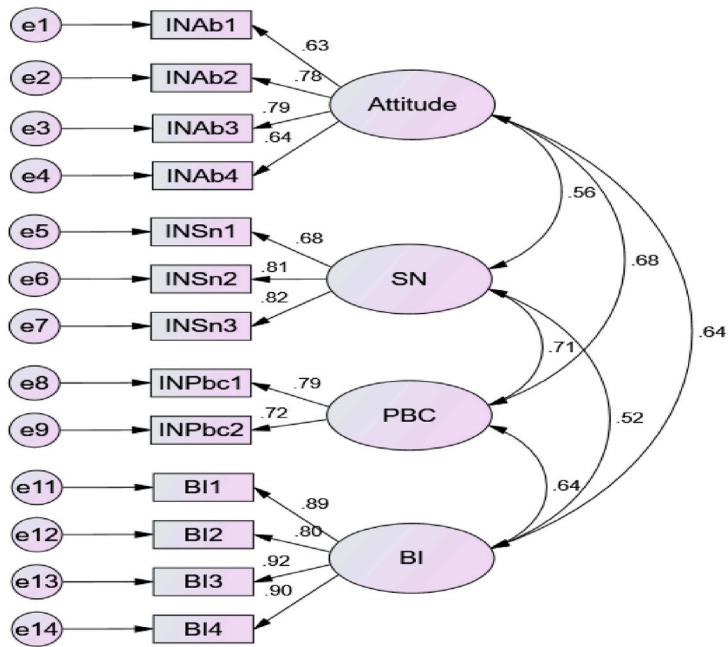 e1 INAb1 .63
e2 INAb2 .78
Attitude
e3 INAb3 .79
e4 INAb4 .64
.56
e5 INSn1 .68
e6 INSn2 .81 SN
.68
e7 INSn3 .82
.71 .64
e8 INPbc1 .79
PBC
e9 INPbc2 .72
.52
e11 BI1 .89
.64
e12 BI2 .80
BI
e13 BI3 .92
e14 BI4 .90